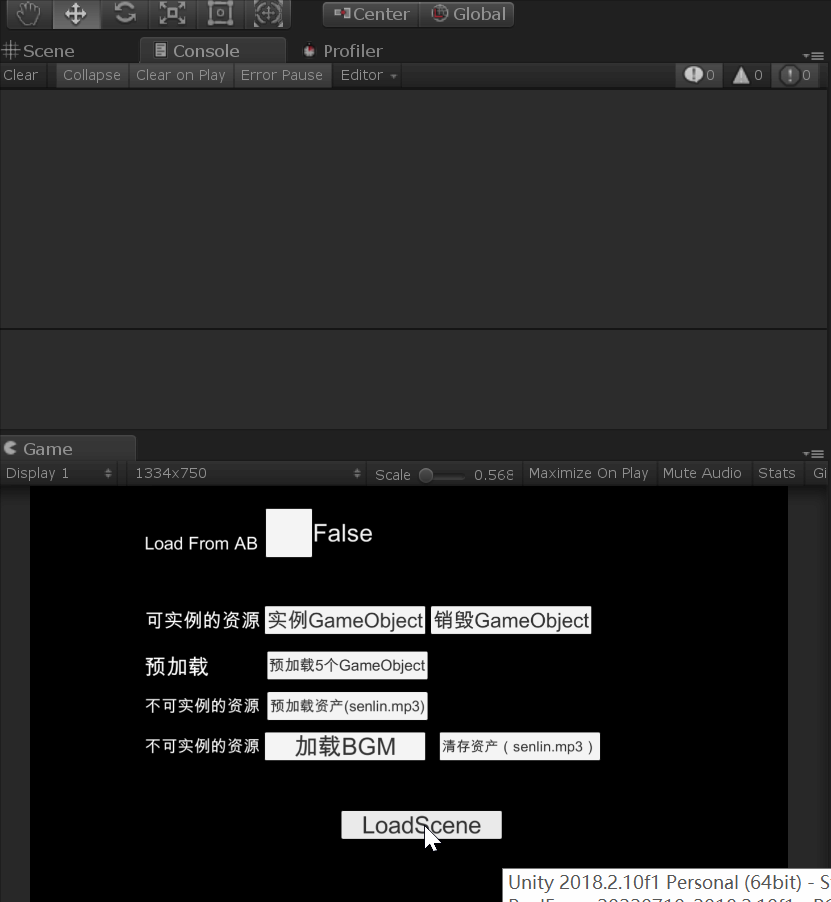 Center Global
Scene Console Profiler
Clear Collapse Clear on Play Error Pause Editor 0 0 0
Game
Display 1 1334x750 Scale 0.568 Maximize On Play Mute Audio Stats Gi
Load From AB False
可实例的资源 实例GameObject 销毁GameObject
预加载 预加载5个GameObject
不可实例的资源 预加载资产(senlin.mp3)
不可实例的资源 加载BGM 清存资产（senlin.mp3）
LoadScene
Unity 2018.2.10f1 Personal (64bit) - S